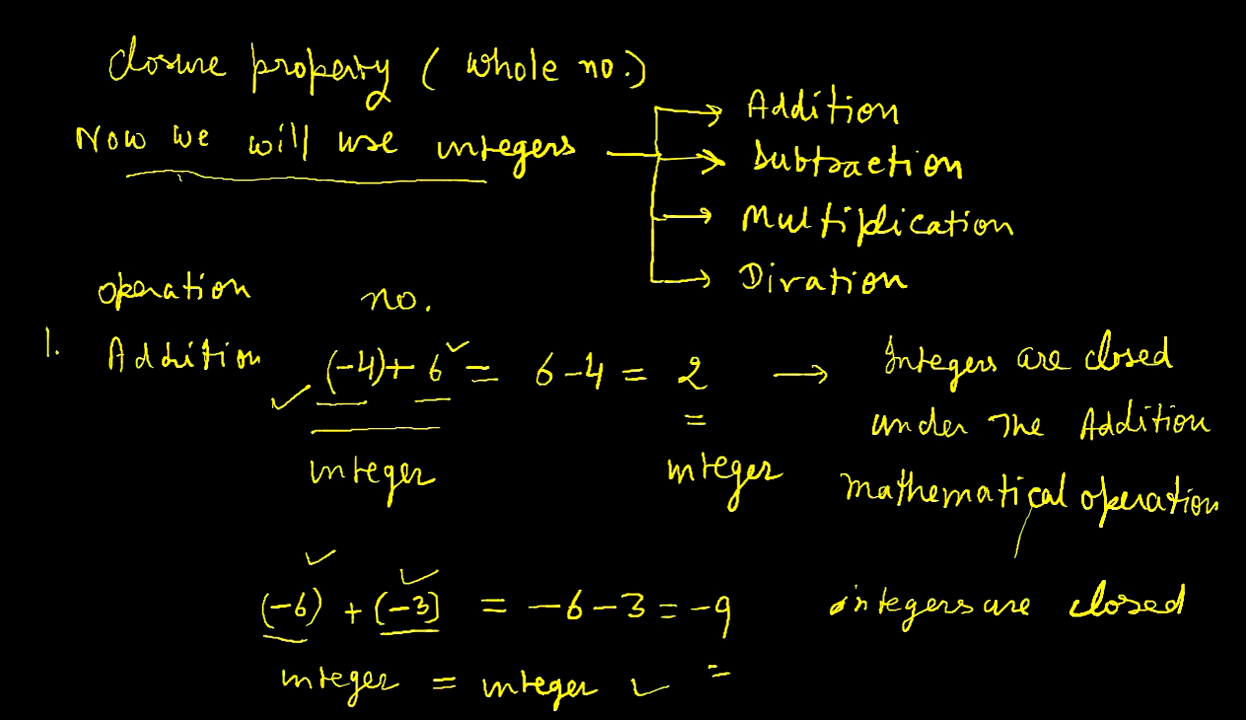 closure property ( whole no.)
Now we will use integers
Addition
Subtraction
Multiplication
Diration
operation no.
1. Addition (-4)+ 6 = 6-4 = 2 → Integers are closed
under The Addition
mathematical operation
integer integer
(-6) + (-3) = -6-3 = -9 integers are closed
integer = integer ✓ =